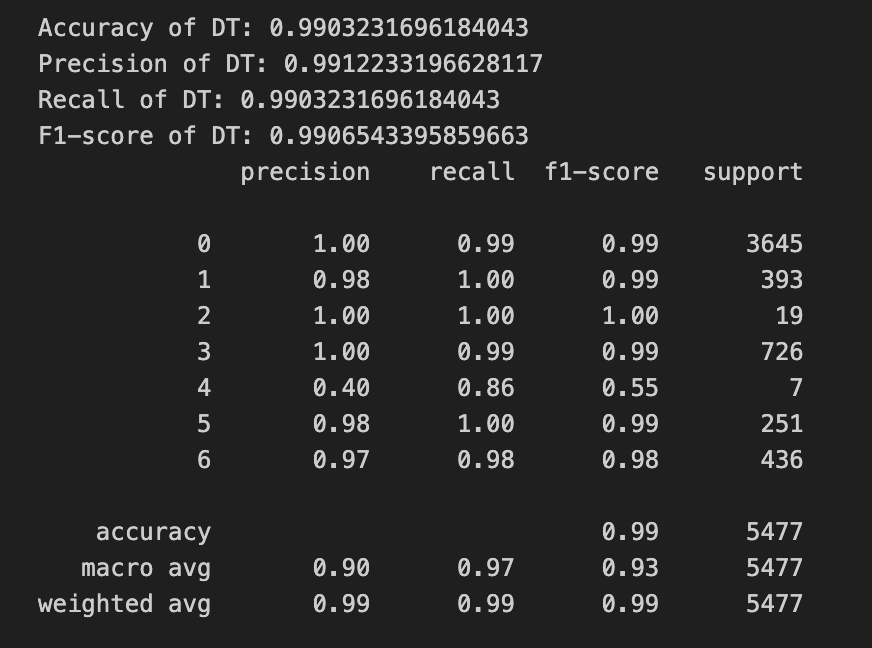 Accuracy of DT: 0.9903231696184043
Precision of DT: 0.9912233196628117
Recall of DT: 0.9903231696184043
F1-score of DT: 0.9906543395859663
precision recall f1-score support
0 1.00 0.99 0.99 3645
1 0.98 1.00 0.99 393
2 1.00 1.00 1.00 19
3 1.00 0.99 0.99 726
4 0.40 0.86 0.55 7
5 0.98 1.00 0.99 251
6 0.97 0.98 0.98 436
accuracy 0.99 5477
macro avg 0.90 0.97 0.93 5477
weighted avg 0.99 0.99 0.99 5477